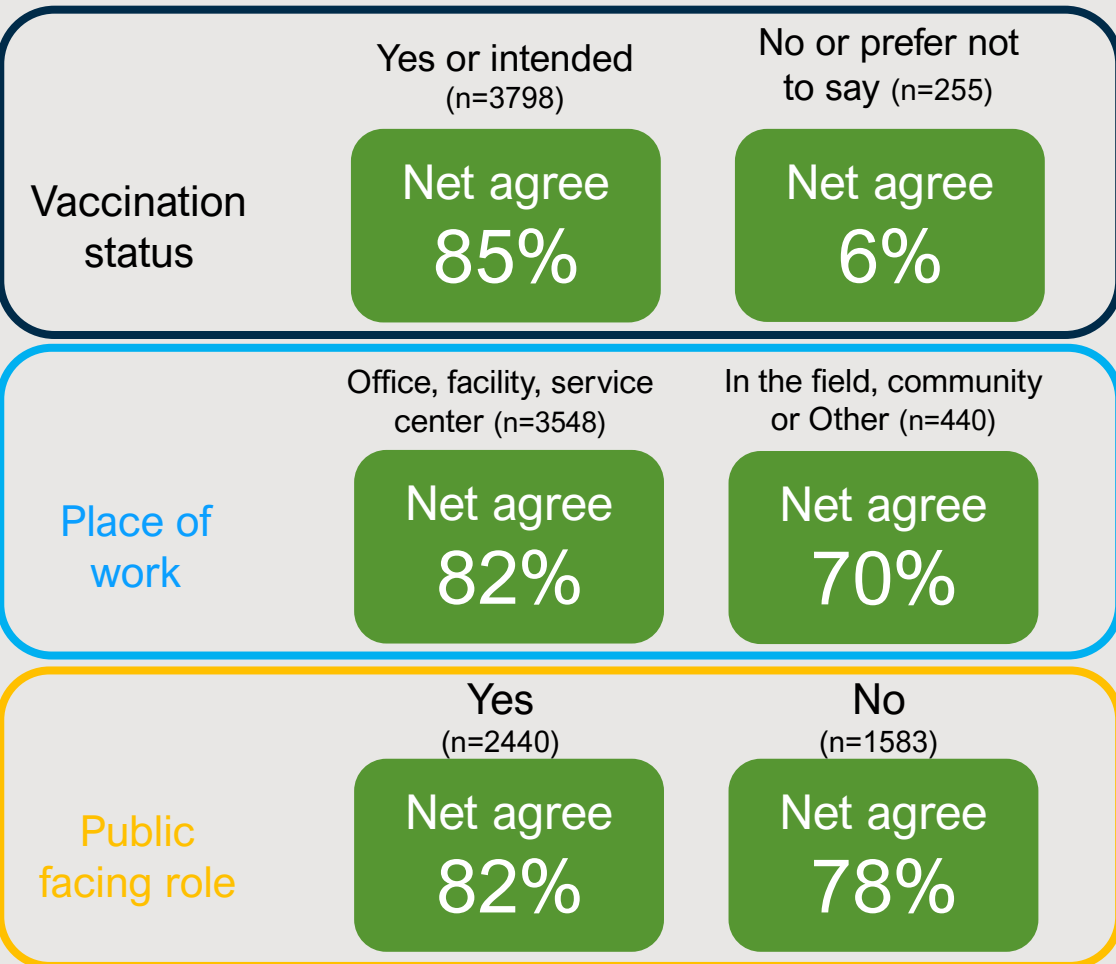 Vaccination
status
Yes or intended
(n=3798)
Net agree
85%
No or prefer not
to say (n=255)
Net agree
6%
Place of
work
Office, facility, service
center (n=3548)
Net agree
82%
In the field, community
or Other (n=440)
Net agree
70%
Public
facing role
Yes
(n=2440)
Net agree
82%
No
(n=1583)
Net agree
78%